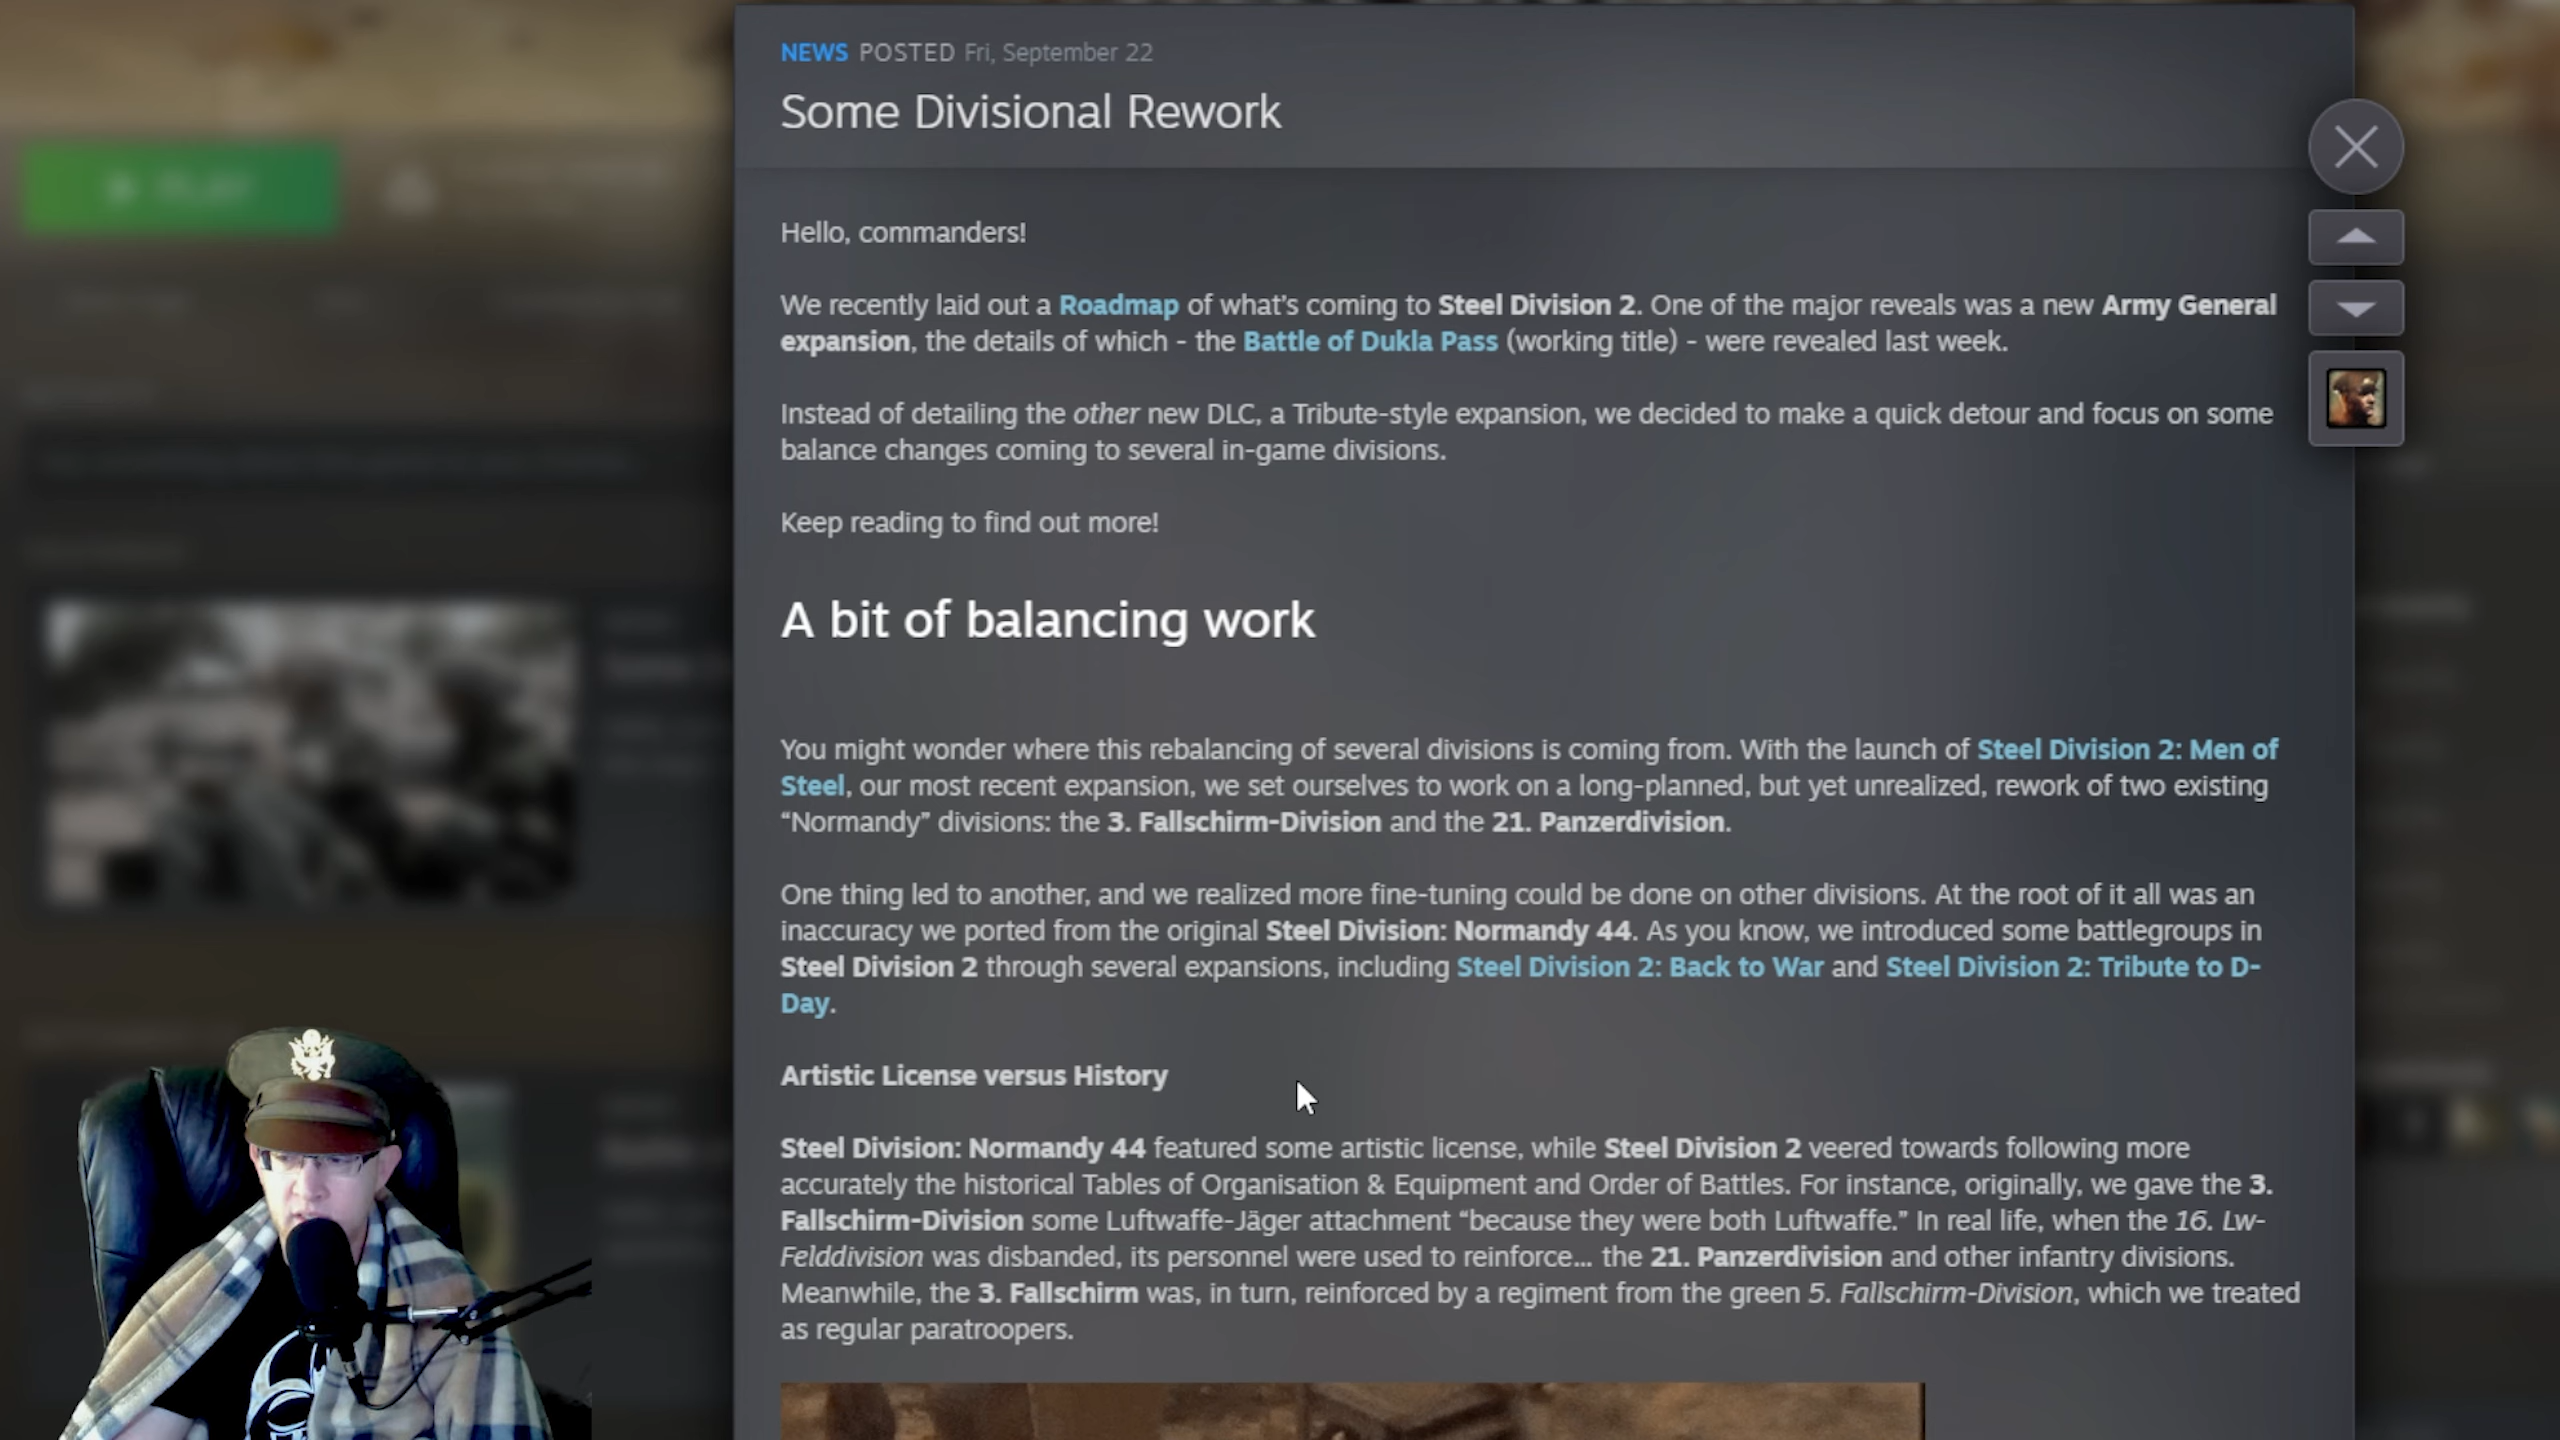 NEWS POSTED Fri, September 22
Some Divisional Rework
Hello, commanders!
We recently laid out a Roadmap of what's coming to Steel Division 2. One of the major reveals was a new Army General
expansion, the details of which - the Battle of Dukla Pass (working title) - were revealed last week.
Instead of detailing the other new DLC, a Tribute-style expansion, we decided to make a quick detour and focus on some
balance changes coming to several in-game divisions.
Keep reading to find out more!
A bit of balancing work
You might wonder where this rebalancing of several divisions is coming from. With the launch of Steel Division 2: Men of
Steel, our most recent expansion, we set ourselves to work on a long-planned, but yet unrealized, rework of two existing
“Normandy” divisions: the 3. Fallschirm-Division and the 21. Panzerdivision.
One thing led to another, and we realized more fine-tuning could be done on other divisions. At the root of it all was an
inaccuracy we ported from the original Steel Division: Normandy 44. As you know, we introduced some battlegroups in
Steel Division 2 through several expansions, including Steel Division 2: Back to War and Steel Division 2: Tribute to D-
Day.
Artistic License versus History
Steel Division: Normandy 44 featured some artistic license, while Steel Division 2 veered towards following more
accurately the historical Tables of Organisation & Equipment and Order of Battles. For instance, originally, we gave the 3.
Fallschirm-Division some Luftwaffe-Jäger attachment “because they were both Luftwaffe.” In real life, when the 16. Lw-
Felddivision was disbanded, its personnel were used to reinforce... the 21. Panzerdivision and other infantry divisions.
Meanwhile, the 3. Fallschirm was, in turn, reinforced by a regiment from the green 5. Fallschirm-Division, which we treated
as regular paratroopers.
PLAY